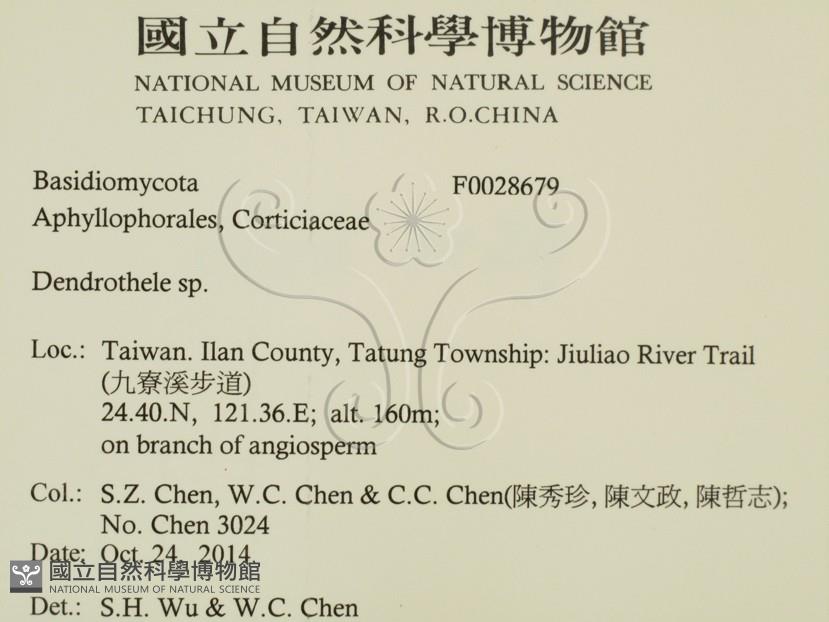 國立自然科學博物館
NATIONAL MUSEUM OF NATURAL SCIENCE
TAICHUNG, TAIWAN, R.O.CHINA
Basidiomycota F0028679
Aphyllophorales, Corticiaceae
Dendrothele sp.
Loc.: Taiwan. Ilan County, Tatung Township: Jiuliao River Trail
(九寮溪步道)
24.40.N, 121.36.E; alt. 160m;
on branch of angiosperm
Col.: S.Z. Chen, W.C. Chen & C.C. Chen(陳秀珍, 陳文政, 陳哲志);
No. Chen 3024
Date: Oct. 24, 2014
國立自然科學博物館
NATIONAL MUSEUM OF NATURAL SCIENCE
Det.: S.H. Wu & W.C. Chen